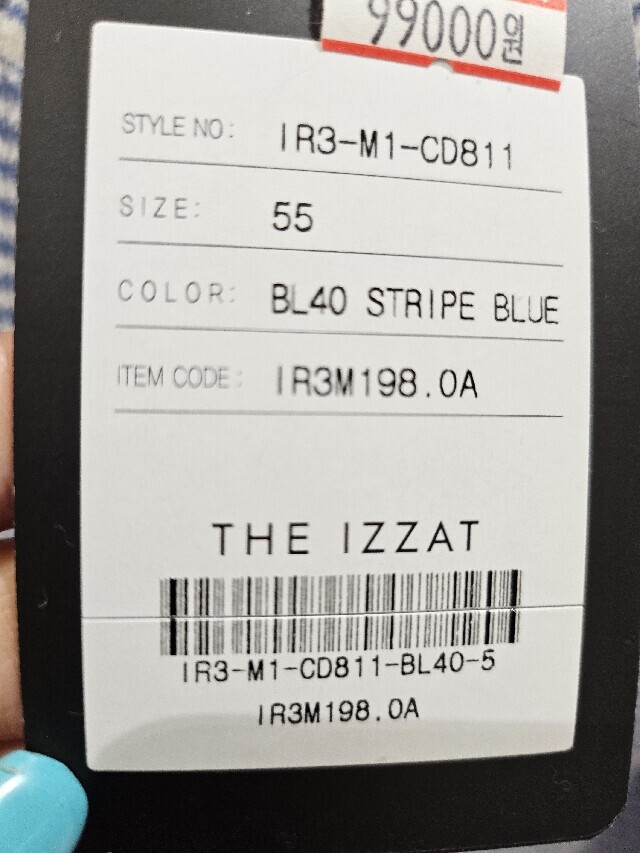 99000원
STYLE NO: IR3-M1-CD811
SIZE: 55
COLOR: BL40 STRIPE BLUE
ITEM CODE: IR3M198.0A
THE IZZAT
IR3-M1-CD811-BL40-5
IR3M198.0A